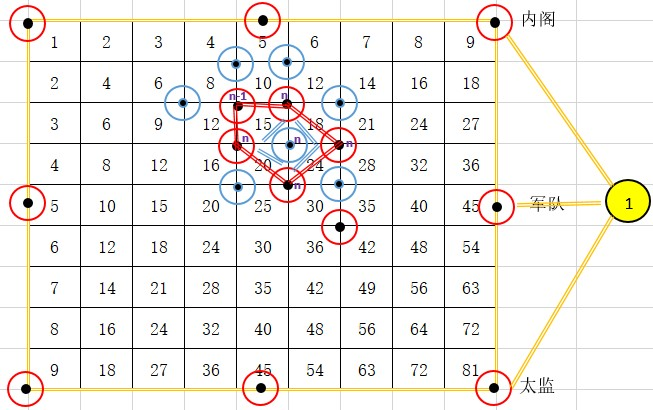 内阁
1 2 3 4 5 6 7 8 9
2 4 6 8 10 12 14 16 18
n-1 n
3 6 9 12 15 18 21 24 27
n n n
4 8 12 16 20 24 28 32 36
n
5 10 15 20 25 30 35 40 45 军队 1
6 12 18 24 30 36 42 48 54
7 14 21 28 35 42 49 56 63
8 16 24 32 40 48 56 64 72
9 18 27 36 45 54 63 72 81 太监